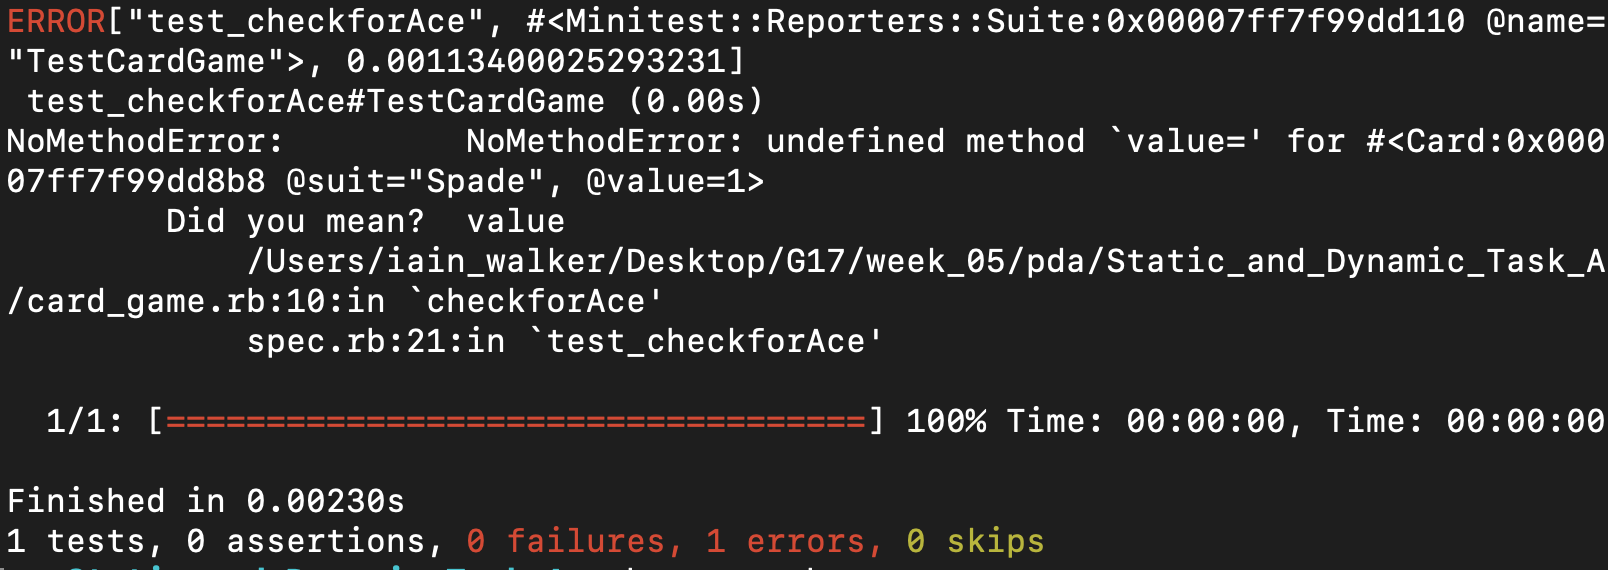 ERROR["test_checkforAce", #<Minitest::Reporters::Suite:0x00007ff7f99dd110 @name=
"TestCardGame">, 0.00113400025293231]
 test_checkforAce#TestCardGame (0.00s)
NoMethodError:         NoMethodError: undefined method `value=' for #<Card:0x000
07ff7f99dd8b8 @suit="Spade", @value=1>
        Did you mean?  value
            /Users/iain_walker/Desktop/G17/week_05/pda/Static_and_Dynamic_Task_A
/card_game.rb:10:in `checkforAce'
            spec.rb:21:in `test_checkforAce'
  1/1: [===================================] 100% Time: 00:00:00, Time: 00:00:00
Finished in 0.00230s
1 tests, 0 assertions, 0 failures, 1 errors, 0 skips